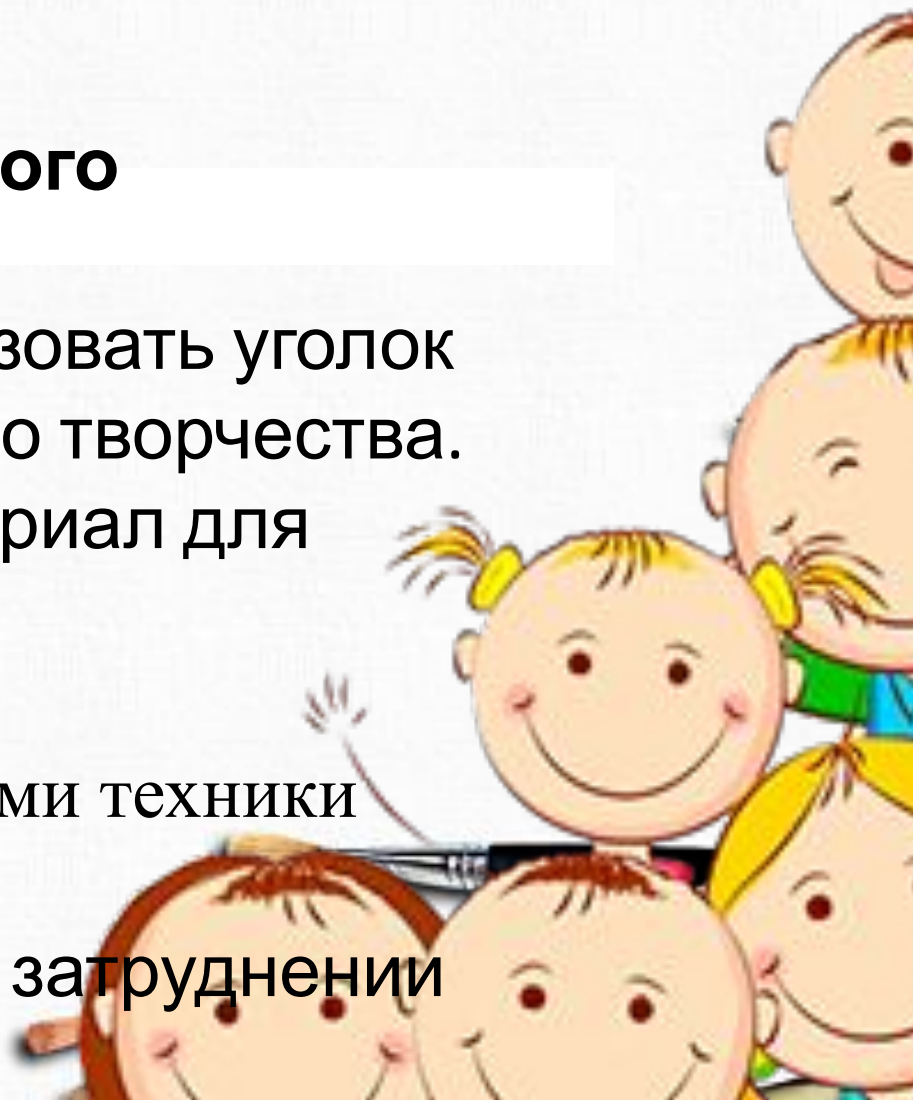 ого
зовать уголок
о творчества.
риал для
ми техники
затруднении